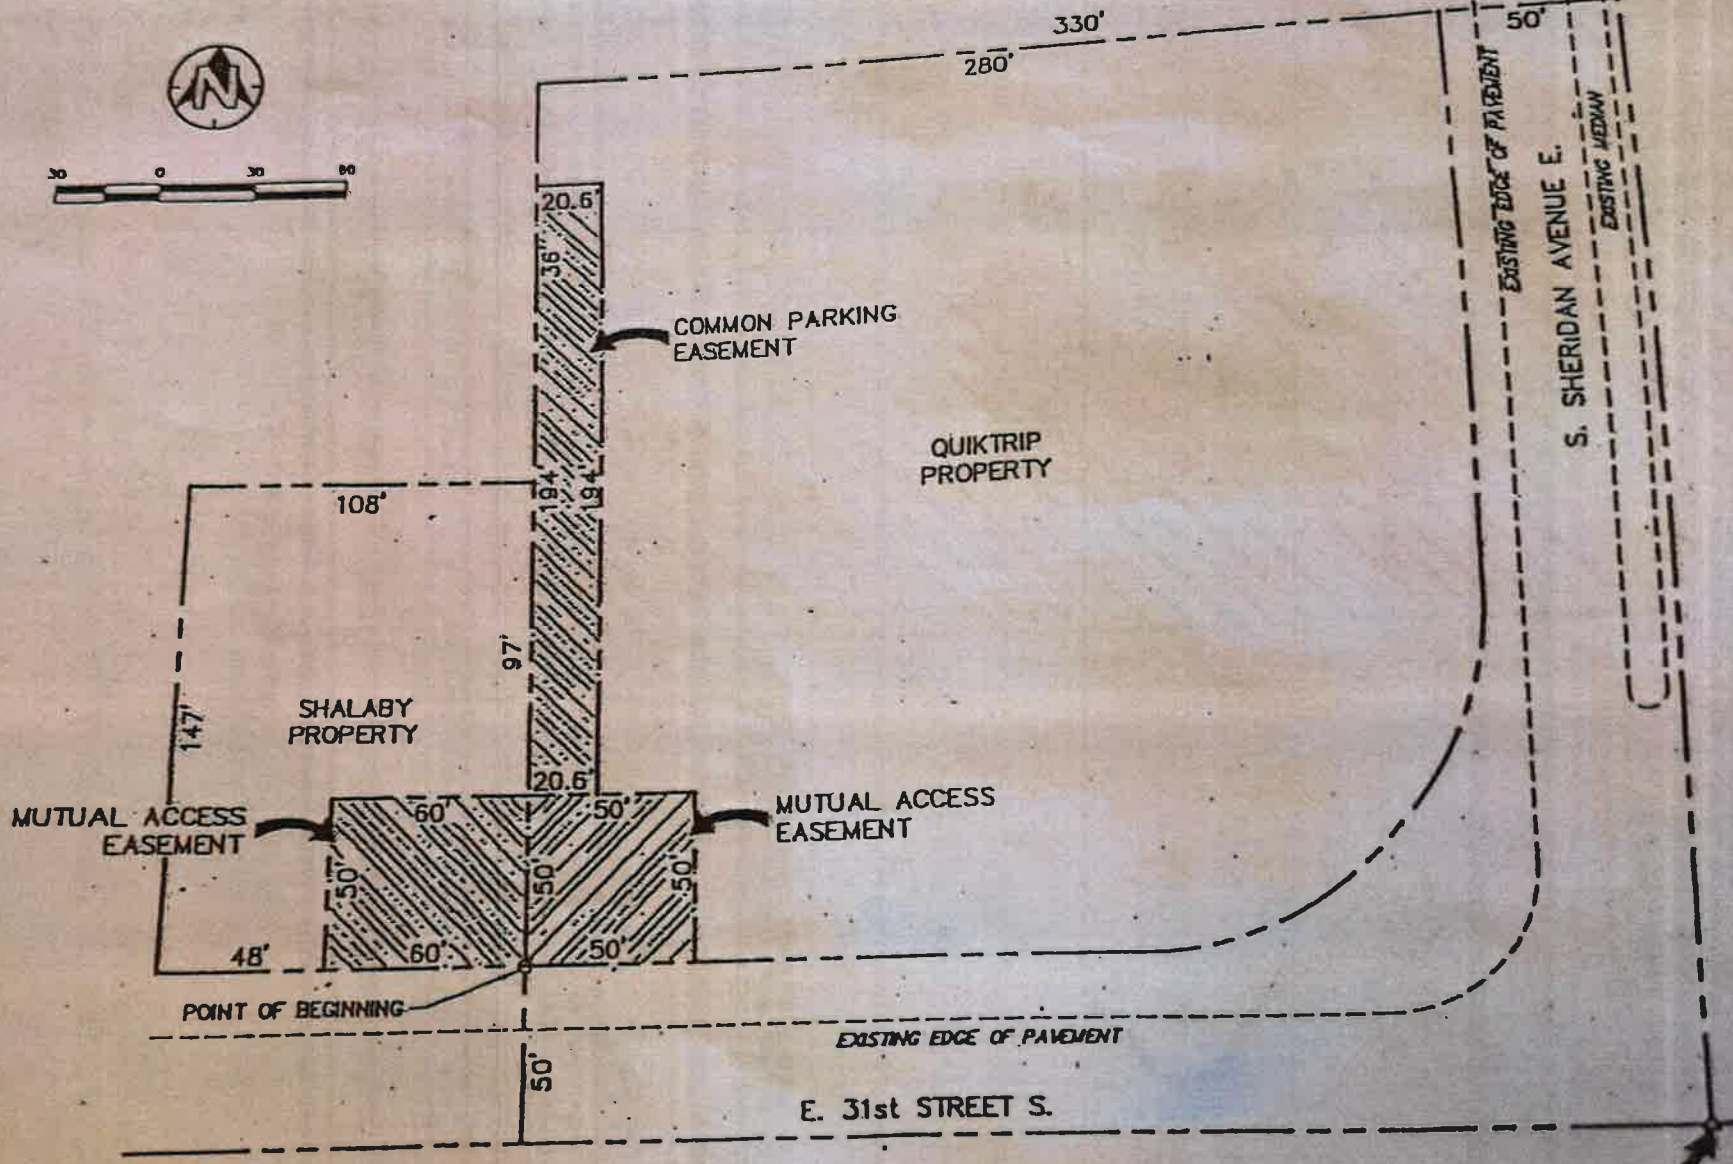 330'
50'
280'
N
30 0 30 60
20.6'
36"
COMMON PARKING
EASEMENT
EXISTING EDGE OF PAVEMENT
S. SHERIDAN AVENUE E.
EXISTING MEDIAN
QUIKTRIP
PROPERTY
108'
194'
194'
97'
147'
SHALABY
PROPERTY
20.6'
MUTUAL ACCESS
EASEMENT
60'
50'
MUTUAL ACCESS
EASEMENT
50'
50'
50'
48'
60'
50'
POINT OF BEGINNING
EXISTING EDGE OF PAVEMENT
50'
E. 31st STREET S.